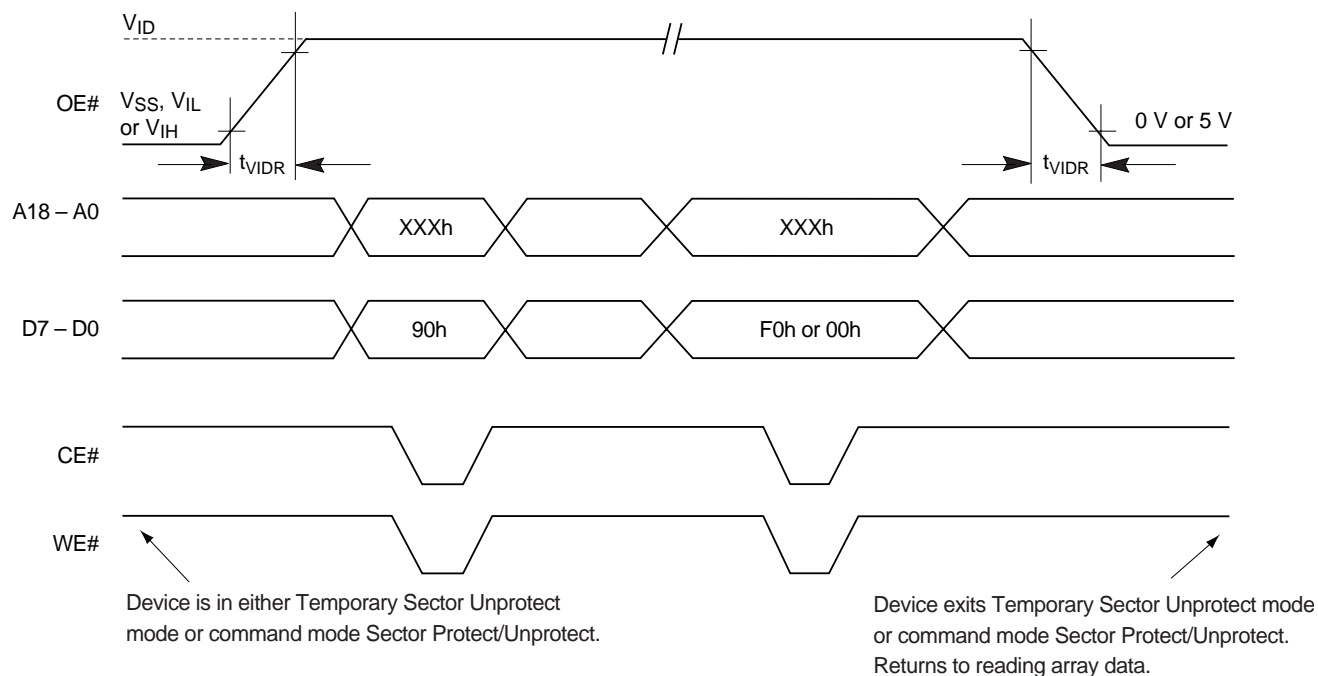 VID
OE#
VSS, VIL
or VIH
0 V or 5 V
tVIDR
tVIDR
A18 – A0
XXXh
XXXh
D7 – D0
90h
F0h or 00h
CE#
WE#
Device is in either Temporary Sector Unprotect
mode or command mode Sector Protect/Unprotect.
Device exits Temporary Sector Unprotect mode
or command mode Sector Protect/Unprotect.
Returns to reading array data.